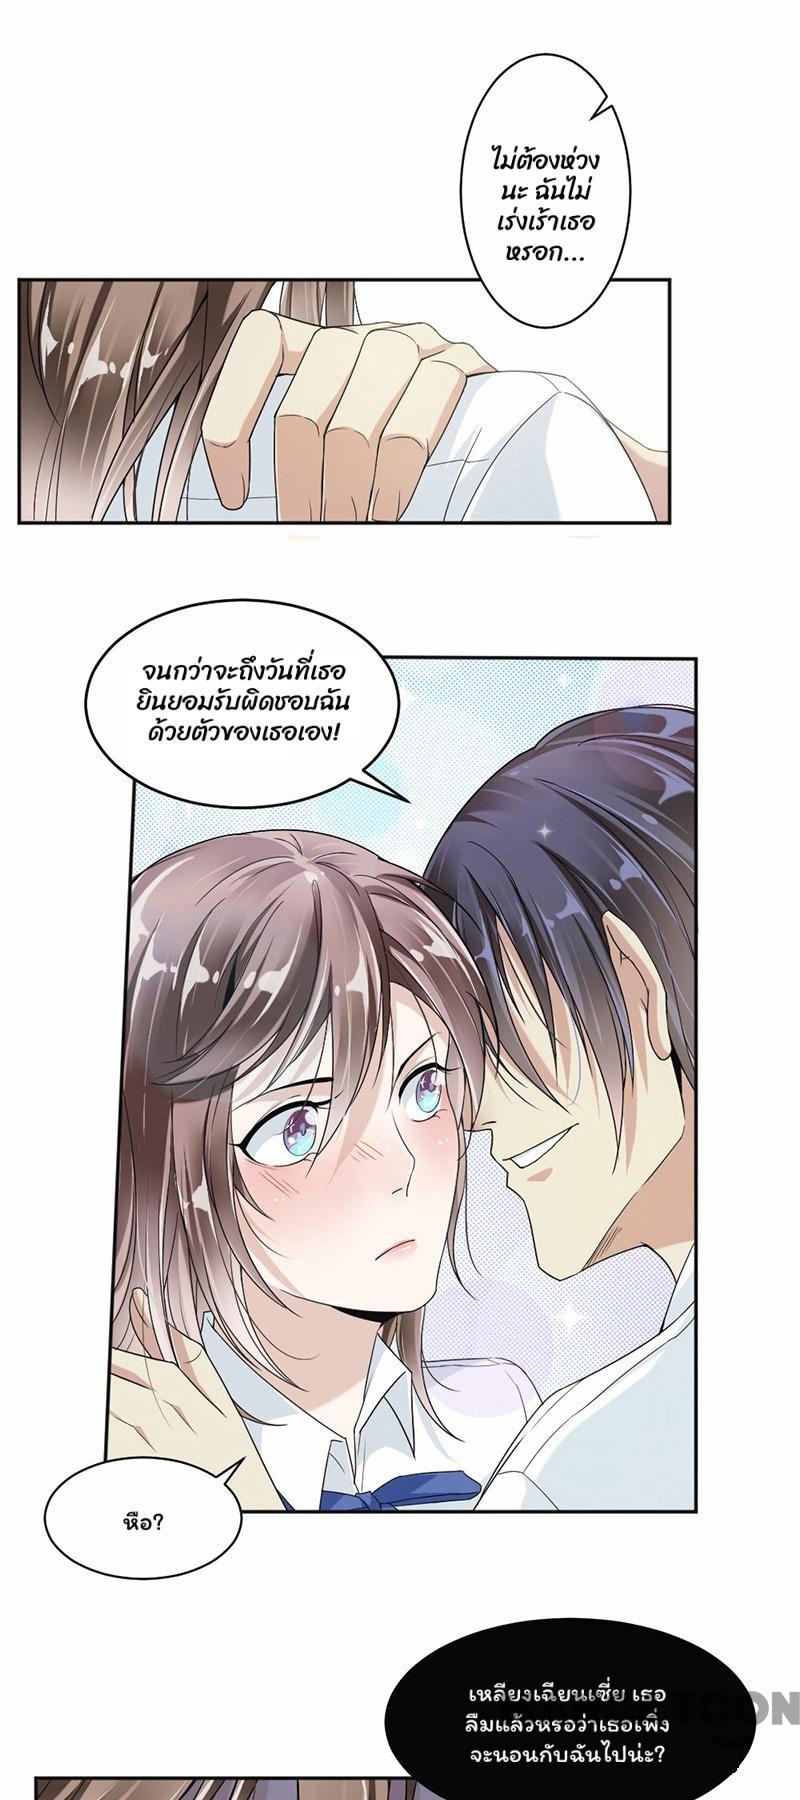 ไม่ต้องห่วง
นะ ฉันไม่
เร่งเร้าเธอ
หรอก...
จนกว่าจะถึงวันที่เธอ
ยินยอมรับผิดชอบฉัน
ด้วยตัวของเธอเอง!
หือ?
เหลียงเฉียนเซี่ย เธอ
ลืมแล้วหรอว่าเธอเพิ่ง
จะนอนกับฉันไปน่ะ?